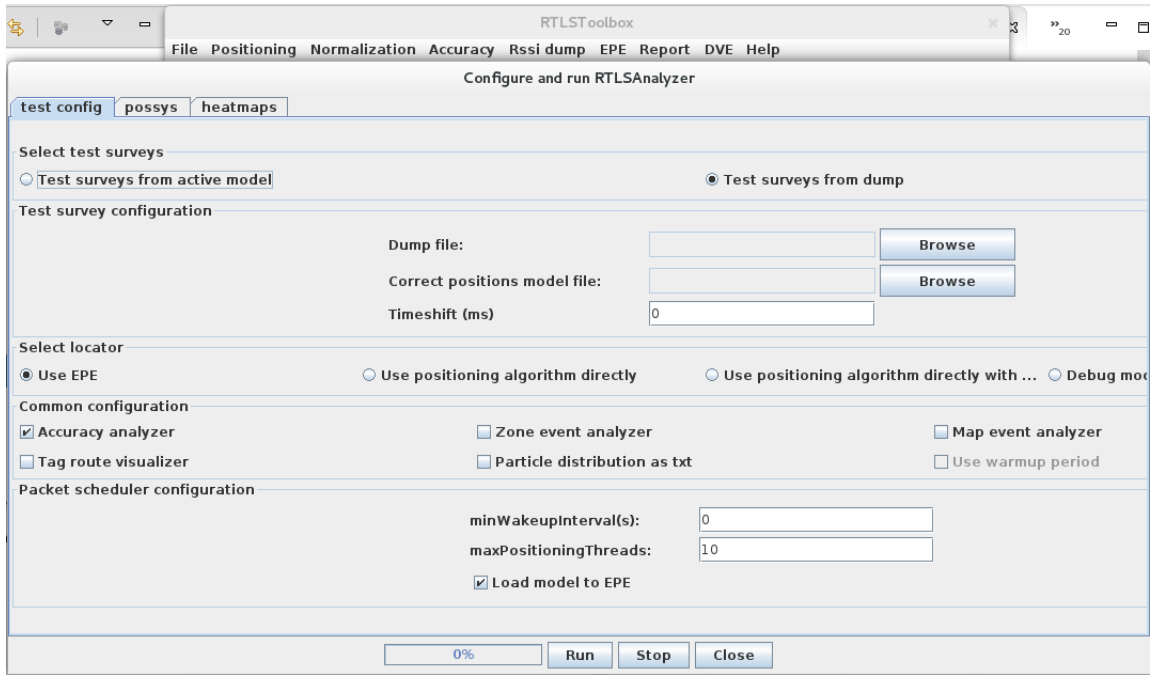 RTLSToolbox
»20
File Positioning Normalization Accuracy Rssi dump EPE Report DVE Help
Configure and run RTLSAnalyzer
test config possys heatmaps
Select test surveys
Test surveys from active model Test surveys from dump
Test survey configuration
Dump file: Browse
Correct positions model file: Browse
Timeshift (ms) 0
Select locator
Use EPE Use positioning algorithm directly Use positioning algorithm directly with ... Debug mod
Common configuration
Accuracy analyzer Zone event analyzer Map event analyzer
Tag route visualizer Particle distribution as txt Use warmup period
Packet scheduler configuration
minWakeupInterval(s): 0
maxPositioningThreads: 10
Load model to EPE
0% Run Stop Close